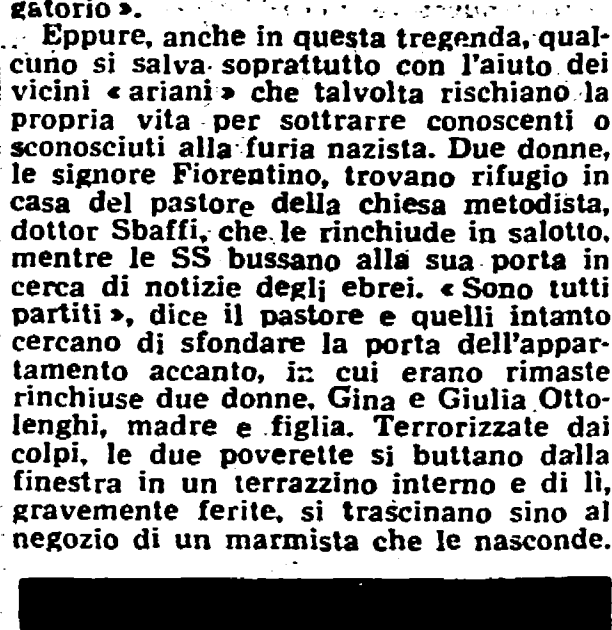 gatorio ».
Eppure, anche in questa tregenda, qual-
cuno si salva soprattutto con l'aiuto dei
vicini « ariani » che talvolta rischiano la
propria vita per sottrarre conoscenti o
sconosciuti alla furia nazista. Due donne,
le signore Fiorentino, trovano rifugio in
casa del pastore della chiesa metodista,
dottor Sbaffi, che le rinchiude in salotto,
mentre le SS bussano alla sua porta in
cerca di notizie degli ebrei. « Sono tutti
partiti », dice il pastore e quelli intanto
cercano di sfondare la porta dell'appar-
tamento accanto, in cui erano rimaste
rinchiuse due donne, Gina e Giulia Otto-
lenghi, madre e figlia. Terrorizzate dai
colpi, le due poverette si buttano dalla
finestra in un terrazzino interno e di lì,
gravemente ferite, si trascinano sino al
negozio di un marmista che le nasconde.